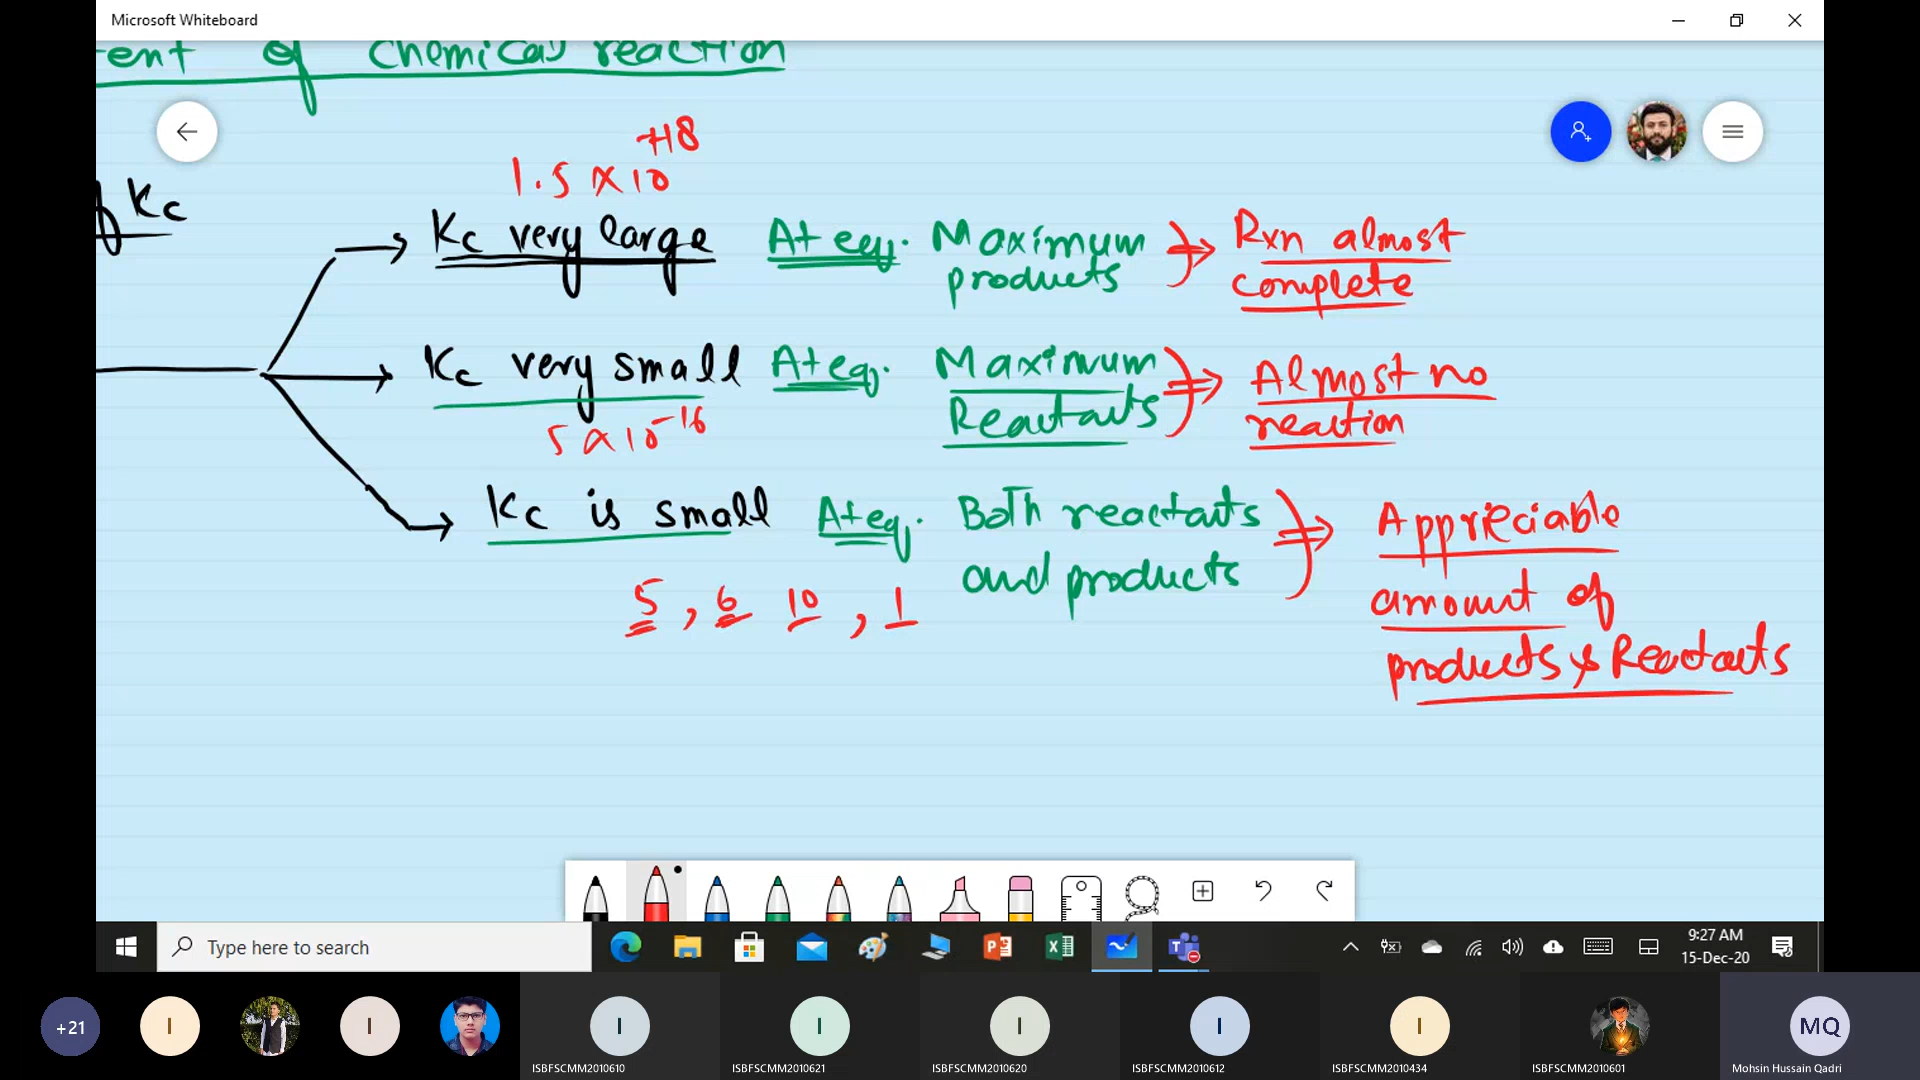 Microsoft Whiteboard
ent of Chemical reaction
1.5 × 10 +18
Kc
Kc very large At eq. Maximum products Rxn almost complete
Kc very small At eq. Maximum Reactants Almost no reaction
5 × 10 -16
Kc is small At eq. Both reactants and products Appriciable amount of products & Reactants
5 , 6 10 , 1
Type here to search
9:27 AM
15-Dec-20
+21
I
I
I
I
I
I
I
MQ
ISBFSCMM2010610
ISBFSCMM2010621
ISBFSCMM2010620
ISBFSCMM2010612
ISBFSCMM2010434
ISBFSCMM2010601
Mohsin Hussain Qadri